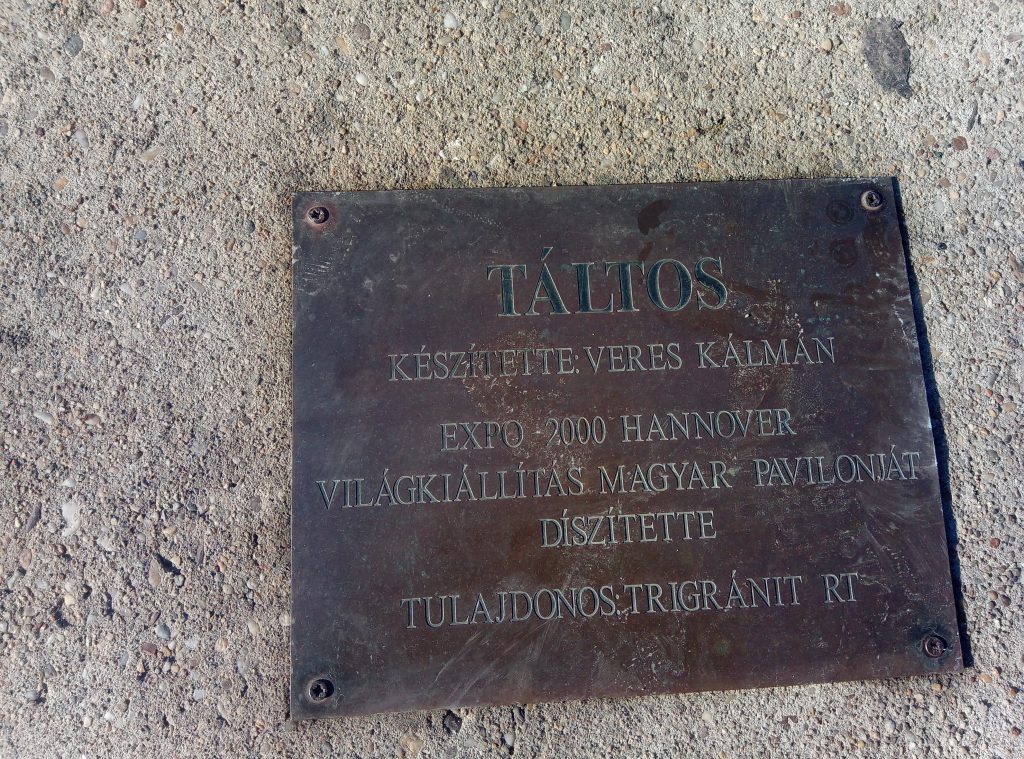 TÁLTOS
KÉSZÍTETTE: VERES KÁLMÁN
EXPO 2000 HANNOVER
VILÁGKIÁLLÍTÁS MAGYAR PAVILONJÁT
DÍSZÍTETTE
TULAJDONOS: TRIGRÁNIT RT